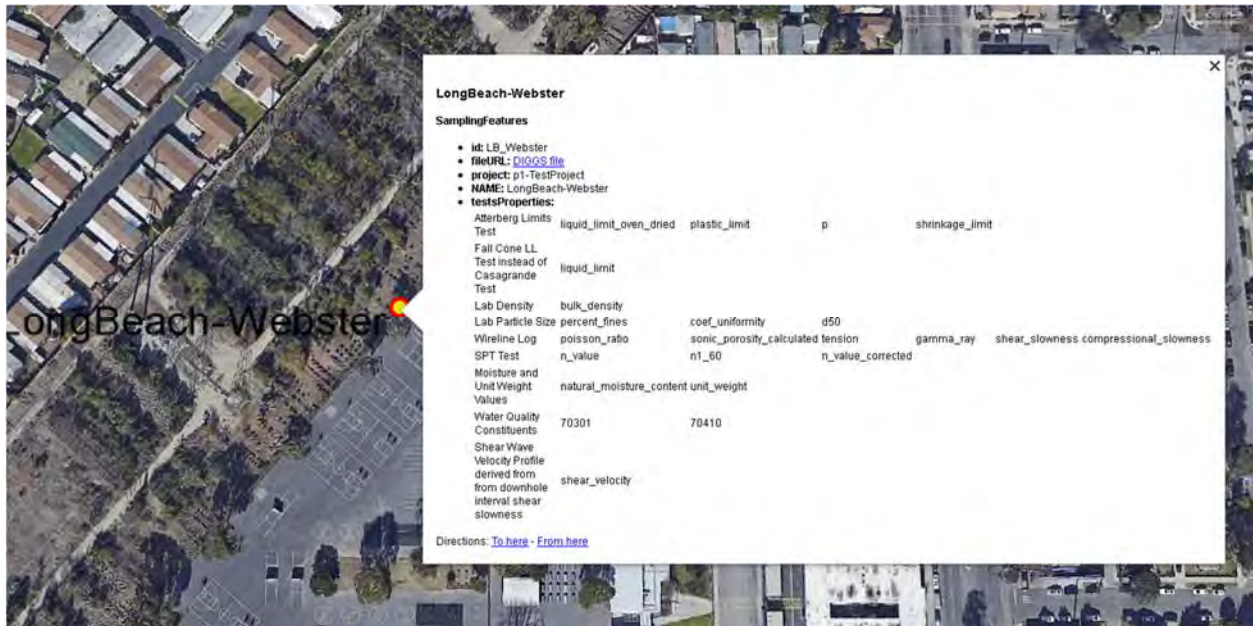 LongBeach-Webster
LongBeach-Webster
SamplingFeatures
• id: LB_Webster
• fileURL: DIGGS file
• project: p1-TestProject
• NAME: LongBeach-Webster
• testsProperties:
Atterberg Limits
Test liquid_limit_oven_dried plastic_limit p shrinkage_limit
Fall Cone LL
Test instead of
Casagrande liquid_limit
Test
Lab Density bulk_density
Lab Particle Size percent_fines coef_uniformity d50
Wireline Log poisson_ratio sonic_porosity_calculated tension gamma_ray shear_slowness compressional_slowness
SPT Test n_value n1_60 n_value_corrected
Moisture and
Unit Weight natural_moisture_content unit_weight
Values
Water Quality
Constituents 70301 70410
Shear Wave
Velocity Profile
derived from shear_velocity
from downhole
interval shear
slowness
Directions: To here - From here